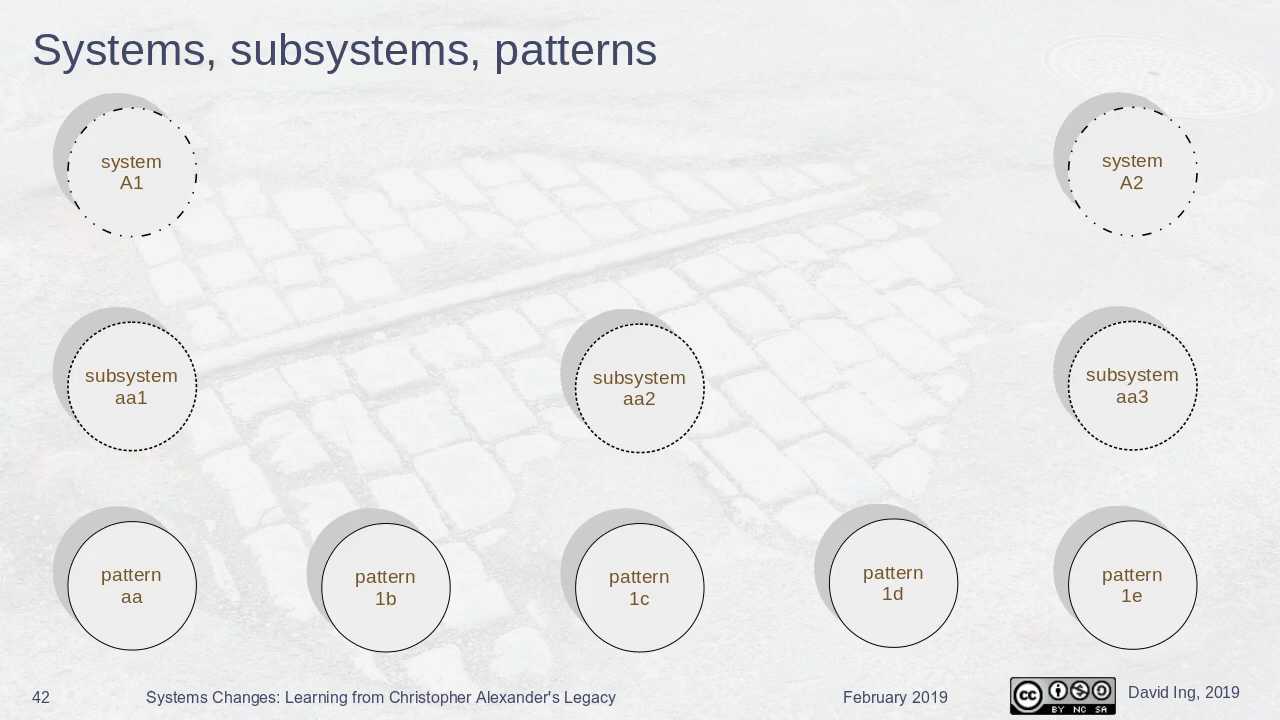 Systems, subsystems, patterns
system
A1
system
A2
subsystem
aa1
subsystem
aa2
subsystem
aa3
pattern
aa
pattern
1b
pattern
1c
pattern
1d
pattern
1e
42
Systems Changes: Learning from Christopher Alexander's Legacy
February 2019
cc
BY NC SA
David Ing, 2019